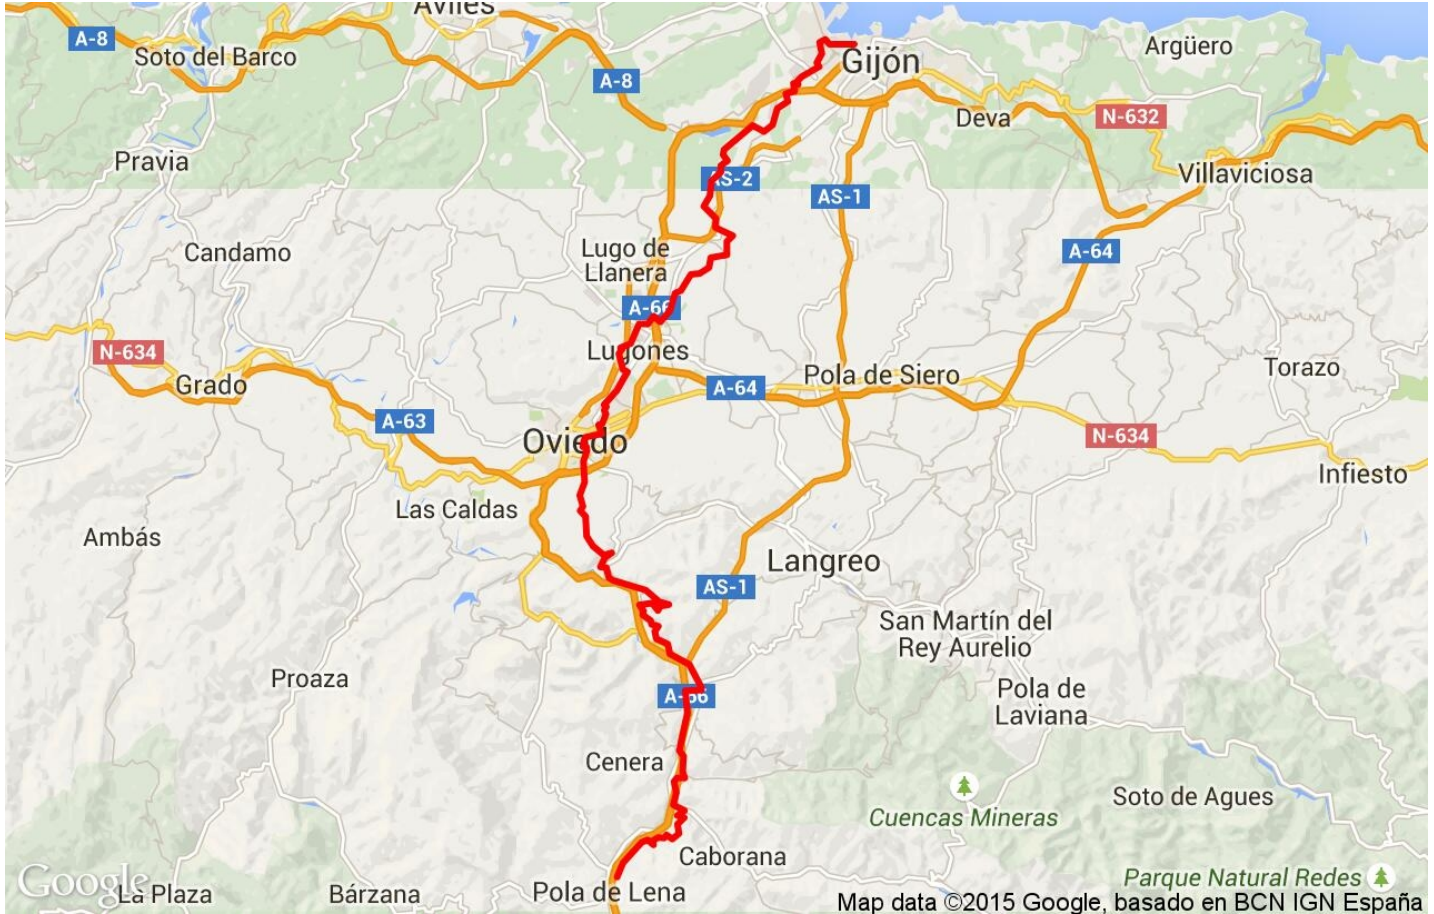 Avilés
A-8
Soto del Barco
Argüero
Gijón
A-8
N-632
Deva
Pravia
Villaviciosa
AS-2
AS-1
Candamo
Lugo de
Llanera
A-64
A-66
N-634
Lugones
Torazo
Grado
A-64
Pola de Siero
A-63
N-634
Oviedo
Infiesto
Las Caldas
Ambás
Langreo
AS-1
San Martín del
Rey Aurelio
Proaza
A-66
Pola de
Laviana
Cenera
Soto de Agues
Cuencas Mineras
Caborana
Parque Natural Redes
Google
La Plaza
Bárzana
Pola de Lena
Map data ©2015 Google, basado en BCN IGN España